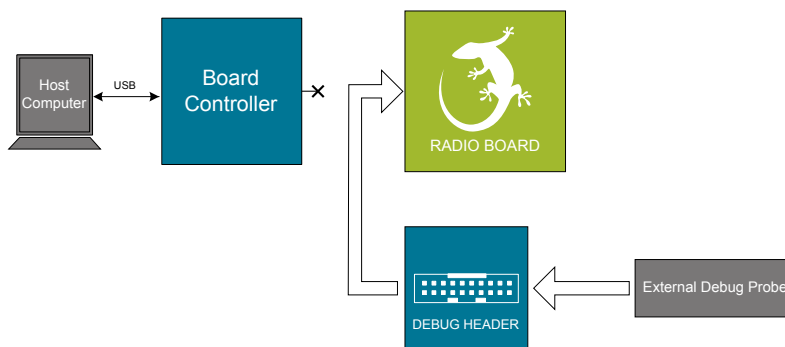 Host
Computer
USB
Board
Controller
RADIO BOARD
DEBUG HEADER
External Debug Probe